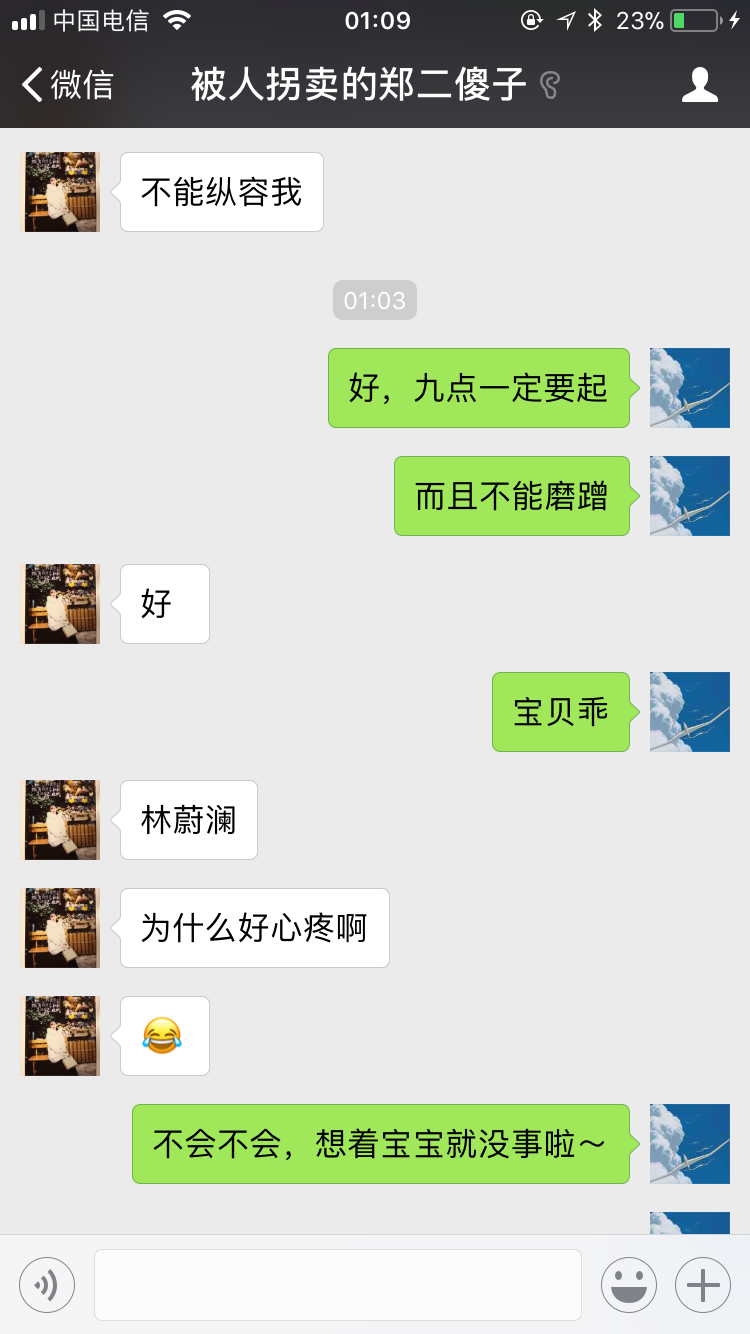 中国电信 01:09 23%
微信 被人拐卖的郑二傻子
不能纵容我
01:03
好，九点一定要起
而且不能磨蹭
好
宝贝乖
林蔚澜
为什么好心疼啊
😂
不会不会，想着宝宝就没事啦～